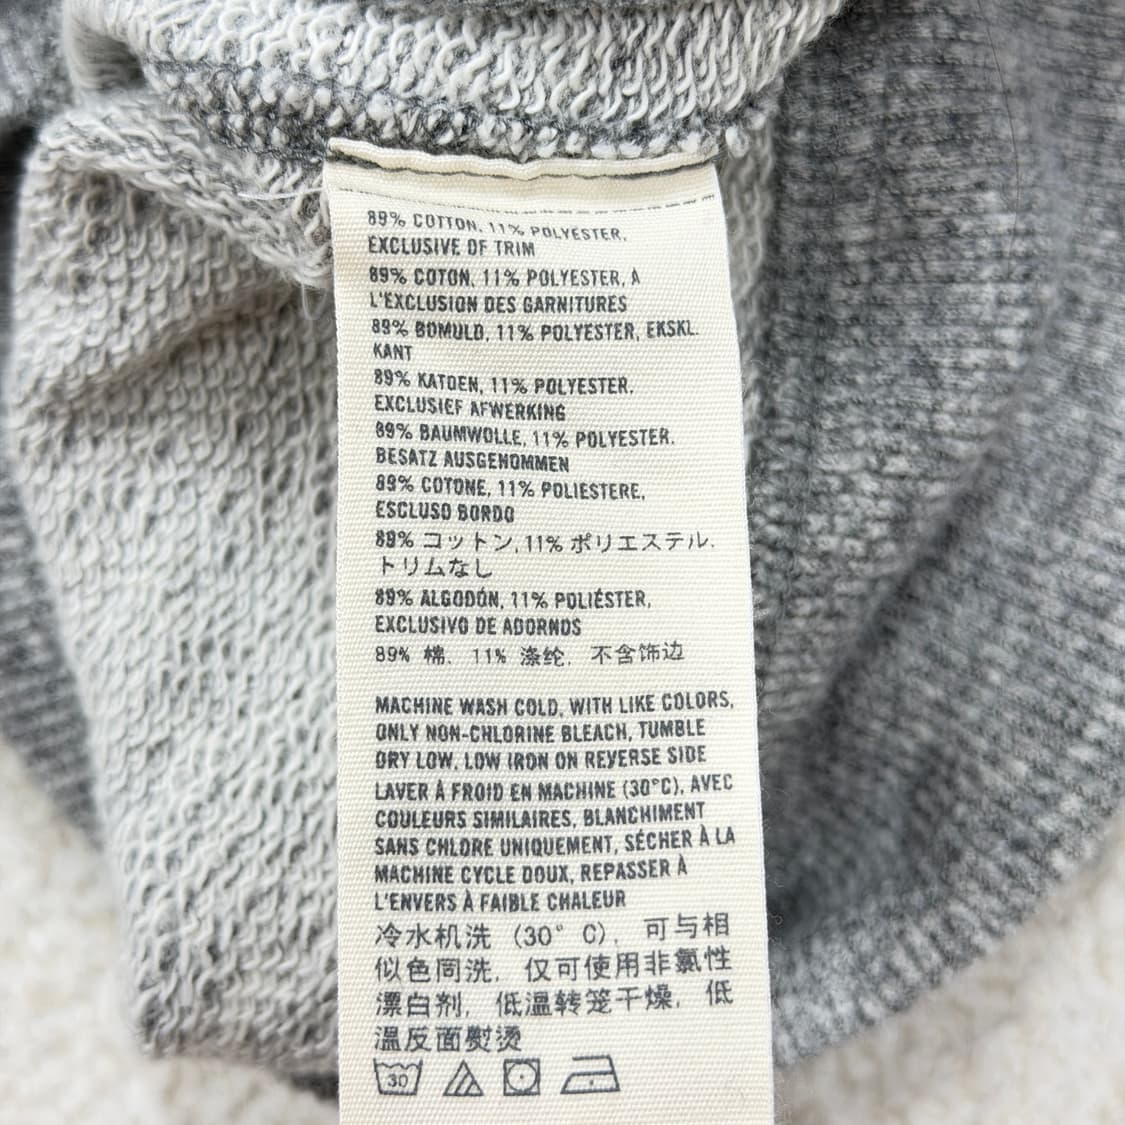 89% COTTON, 11% POLYESTER,
EXCLUSIVE OF TRIM
89% COTON, 11% POLYESTER, A
L'EXCLUSION DES GARNITURES
89% BOMULD, 11% POLYESTER, EKSKL.
KANT
89% KATOEN, 11% POLYESTER.
EXCLUSIEF AFWERKING
89% BAUMWOLLE, 11% POLYESTER.
BESATZ AUSGENOMMEN
89% COTONE, 11% POLIESTERE,
ESCLUSO BORDO
89% コットン, 11% ポリエステル.
トリムなし
89% ALGODÓN, 11% POLIÉSTER,
EXCLUSIVO DE ADORNOS
89% 棉, 11% 涤纶, 不含饰边
MACHINE WASH COLD, WITH LIKE COLORS,
ONLY NON-CHLORINE BLEACH, TUMBLE
DRY LOW, LOW IRON ON REVERSE SIDE
LAVER À FROID EN MACHINE (30°C), AVEC
COULEURS SIMILAIRES, BLANCHIMENT
SANS CHLORE UNIQUEMENT, SÉCHER À LA
MACHINE CYCLE DOUX, REPASSER À
L'ENVERS À FAIBLE CHALEUR
冷水机洗 (30° C), 可与相
似色同洗, 仅可使用非氯性
漂白剂, 低温转笼干燥, 低
温反面熨烫
30